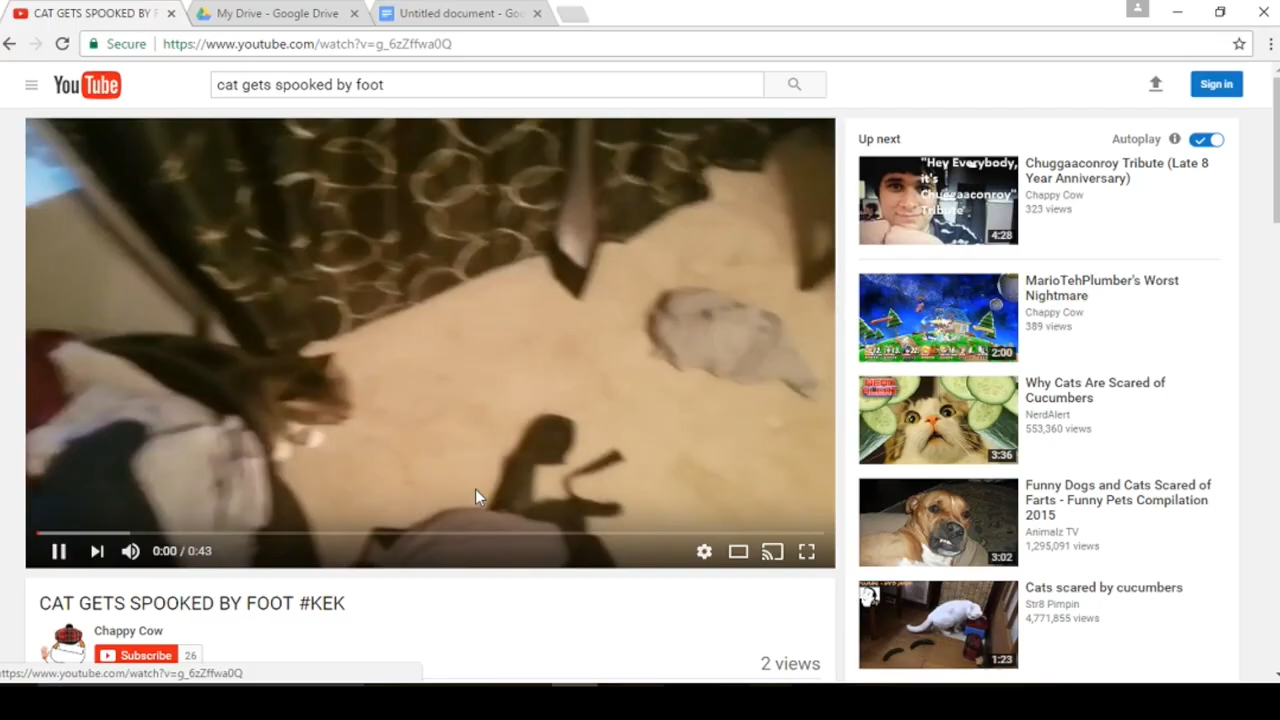 CAT GETS SPOOKED BY F
My Drive - Google Drive
Untitled document - Goo
Secure
https://www.youtube.com/watch?v=g_6zZffwa0Q
YouTube
cat gets spooked by foot
Sign in
Up next
Autoplay
"Hey Everybody,
it's
Chuggaaconroy"
Tribute
4:28
Chuggaaconroy Tribute (Late 8
Year Anniversary)
Chappy Cow
323 views
2:00
MarioTehPlumber's Worst
Nightmare
Chappy Cow
389 views
NERD ALERT
3:36
Why Cats Are Scared of
Cucumbers
NerdAlert
553,360 views
3:02
Funny Dogs and Cats Scared of
Farts - Funny Pets Compilation
2015
Animalz TV
1,295,091 views
1:23
Cats scared by cucumbers
Str8 Pimpin
4,771,855 views
0:00 / 0:43
CAT GETS SPOOKED BY FOOT #KEK
Chappy Cow
Subscribe 26
2 views
https://www.youtube.com/watch?v=g_6zZffwa0Q